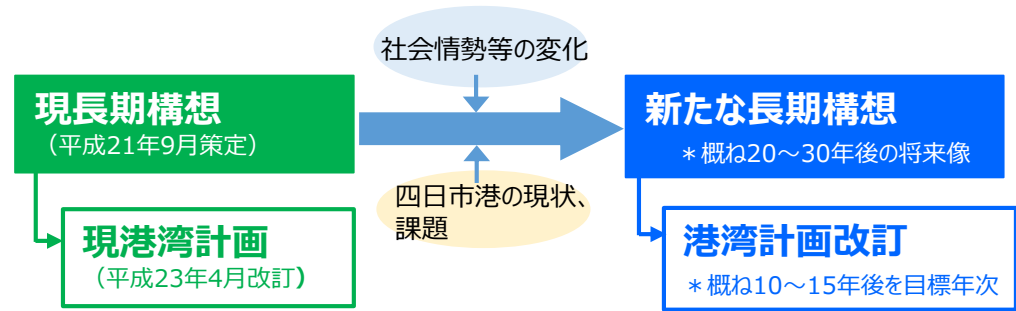 社会情勢等の変化
現長期構想
（平成21年9月策定）
新たな長期構想
＊概ね20～30年後の将来像
四日市港の現状、
課題
現港湾計画
（平成23年4月改訂）
港湾計画改訂
＊概ね10～15年後を目標年次